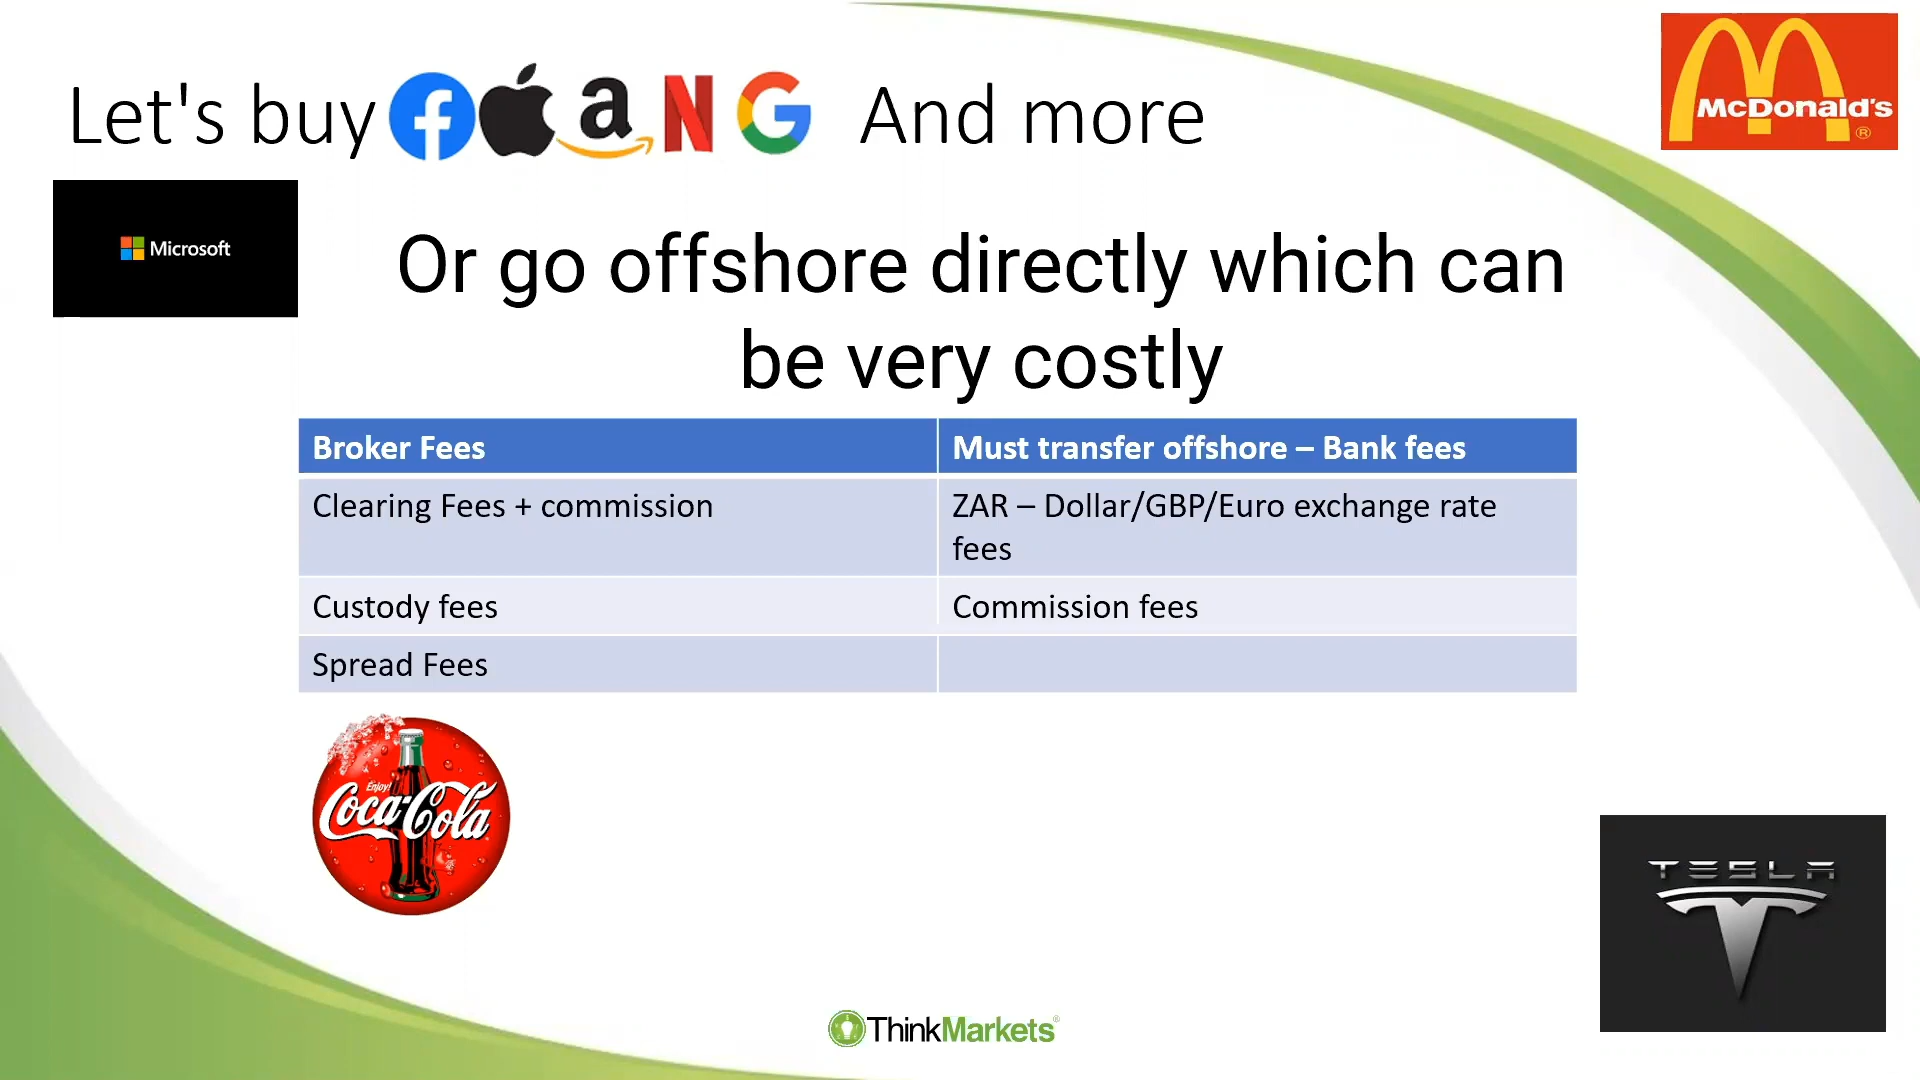 Let's buy f a N G And more
McDonald's ®
Microsoft
Or go offshore directly which can
be very costly
Broker Fees
Must transfer offshore – Bank fees
Clearing Fees + commission
ZAR – Dollar/GBP/Euro exchange rate
fees
Custody fees
Commission fees
Spread Fees
Enjoy!
Coca-Cola
TESLA
ThinkMarkets®